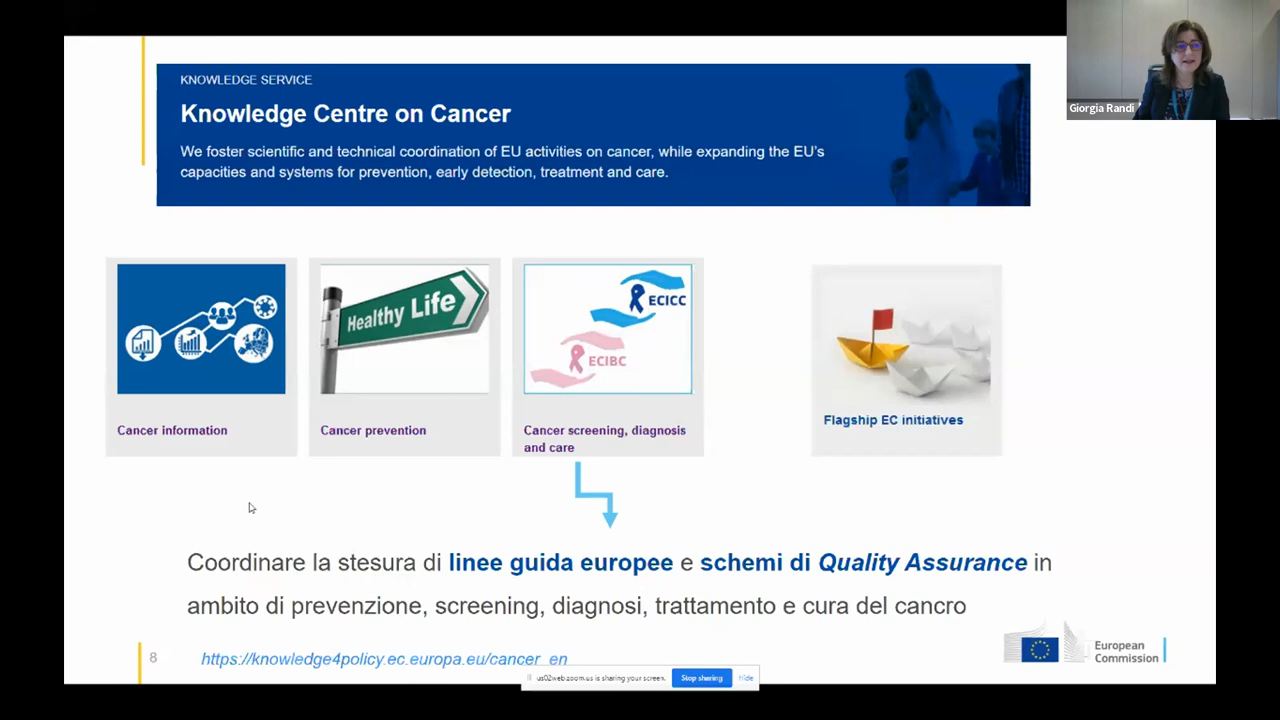 KNOWLEDGE SERVICE
Knowledge Centre on Cancer
We foster scientific and technical coordination of EU activities on cancer, while expanding the EU's
capacities and systems for prevention, early detection, treatment and care.
Giorgia Randi
Healthy Life
ECICC
ECIBC
Cancer information
Cancer prevention
Cancer screening, diagnosis
and care
Flagship EC initiatives
Coordinare la stesura di linee guida europee e schemi di Quality Assurance in
ambito di prevenzione, screening, diagnosi, trattamento e cura del cancro
European
Commission
8
https://knowledge4policy.ec.europa.eu/cancer_en
us02web.zoom.us is sharing your screen.
Stop sharing
Hide